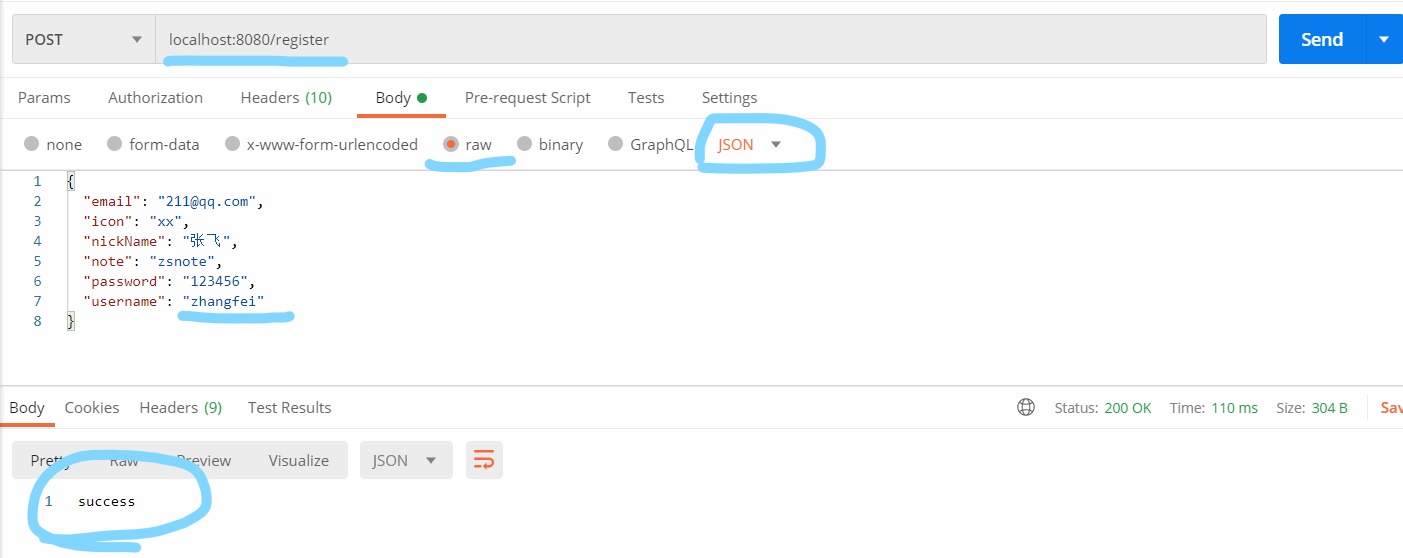 POST localhost:8080/register Send
Params Authorization Headers (10) Body Pre-request Script Tests Settings
none form-data x-www-form-urlencoded raw binary GraphQL JSON
1 {
2 "email": "211@qq.com",
3 "icon": "xx",
4 "nickName": "张飞",
5 "note": "zsnote",
6 "password": "123456",
7 "username": "zhangfei"
8 }
Body Cookies Headers (9) Test Results Status: 200 OK Time: 110 ms Size: 304 B Sav
Pretty Raw Preview Visualize JSON
1 success